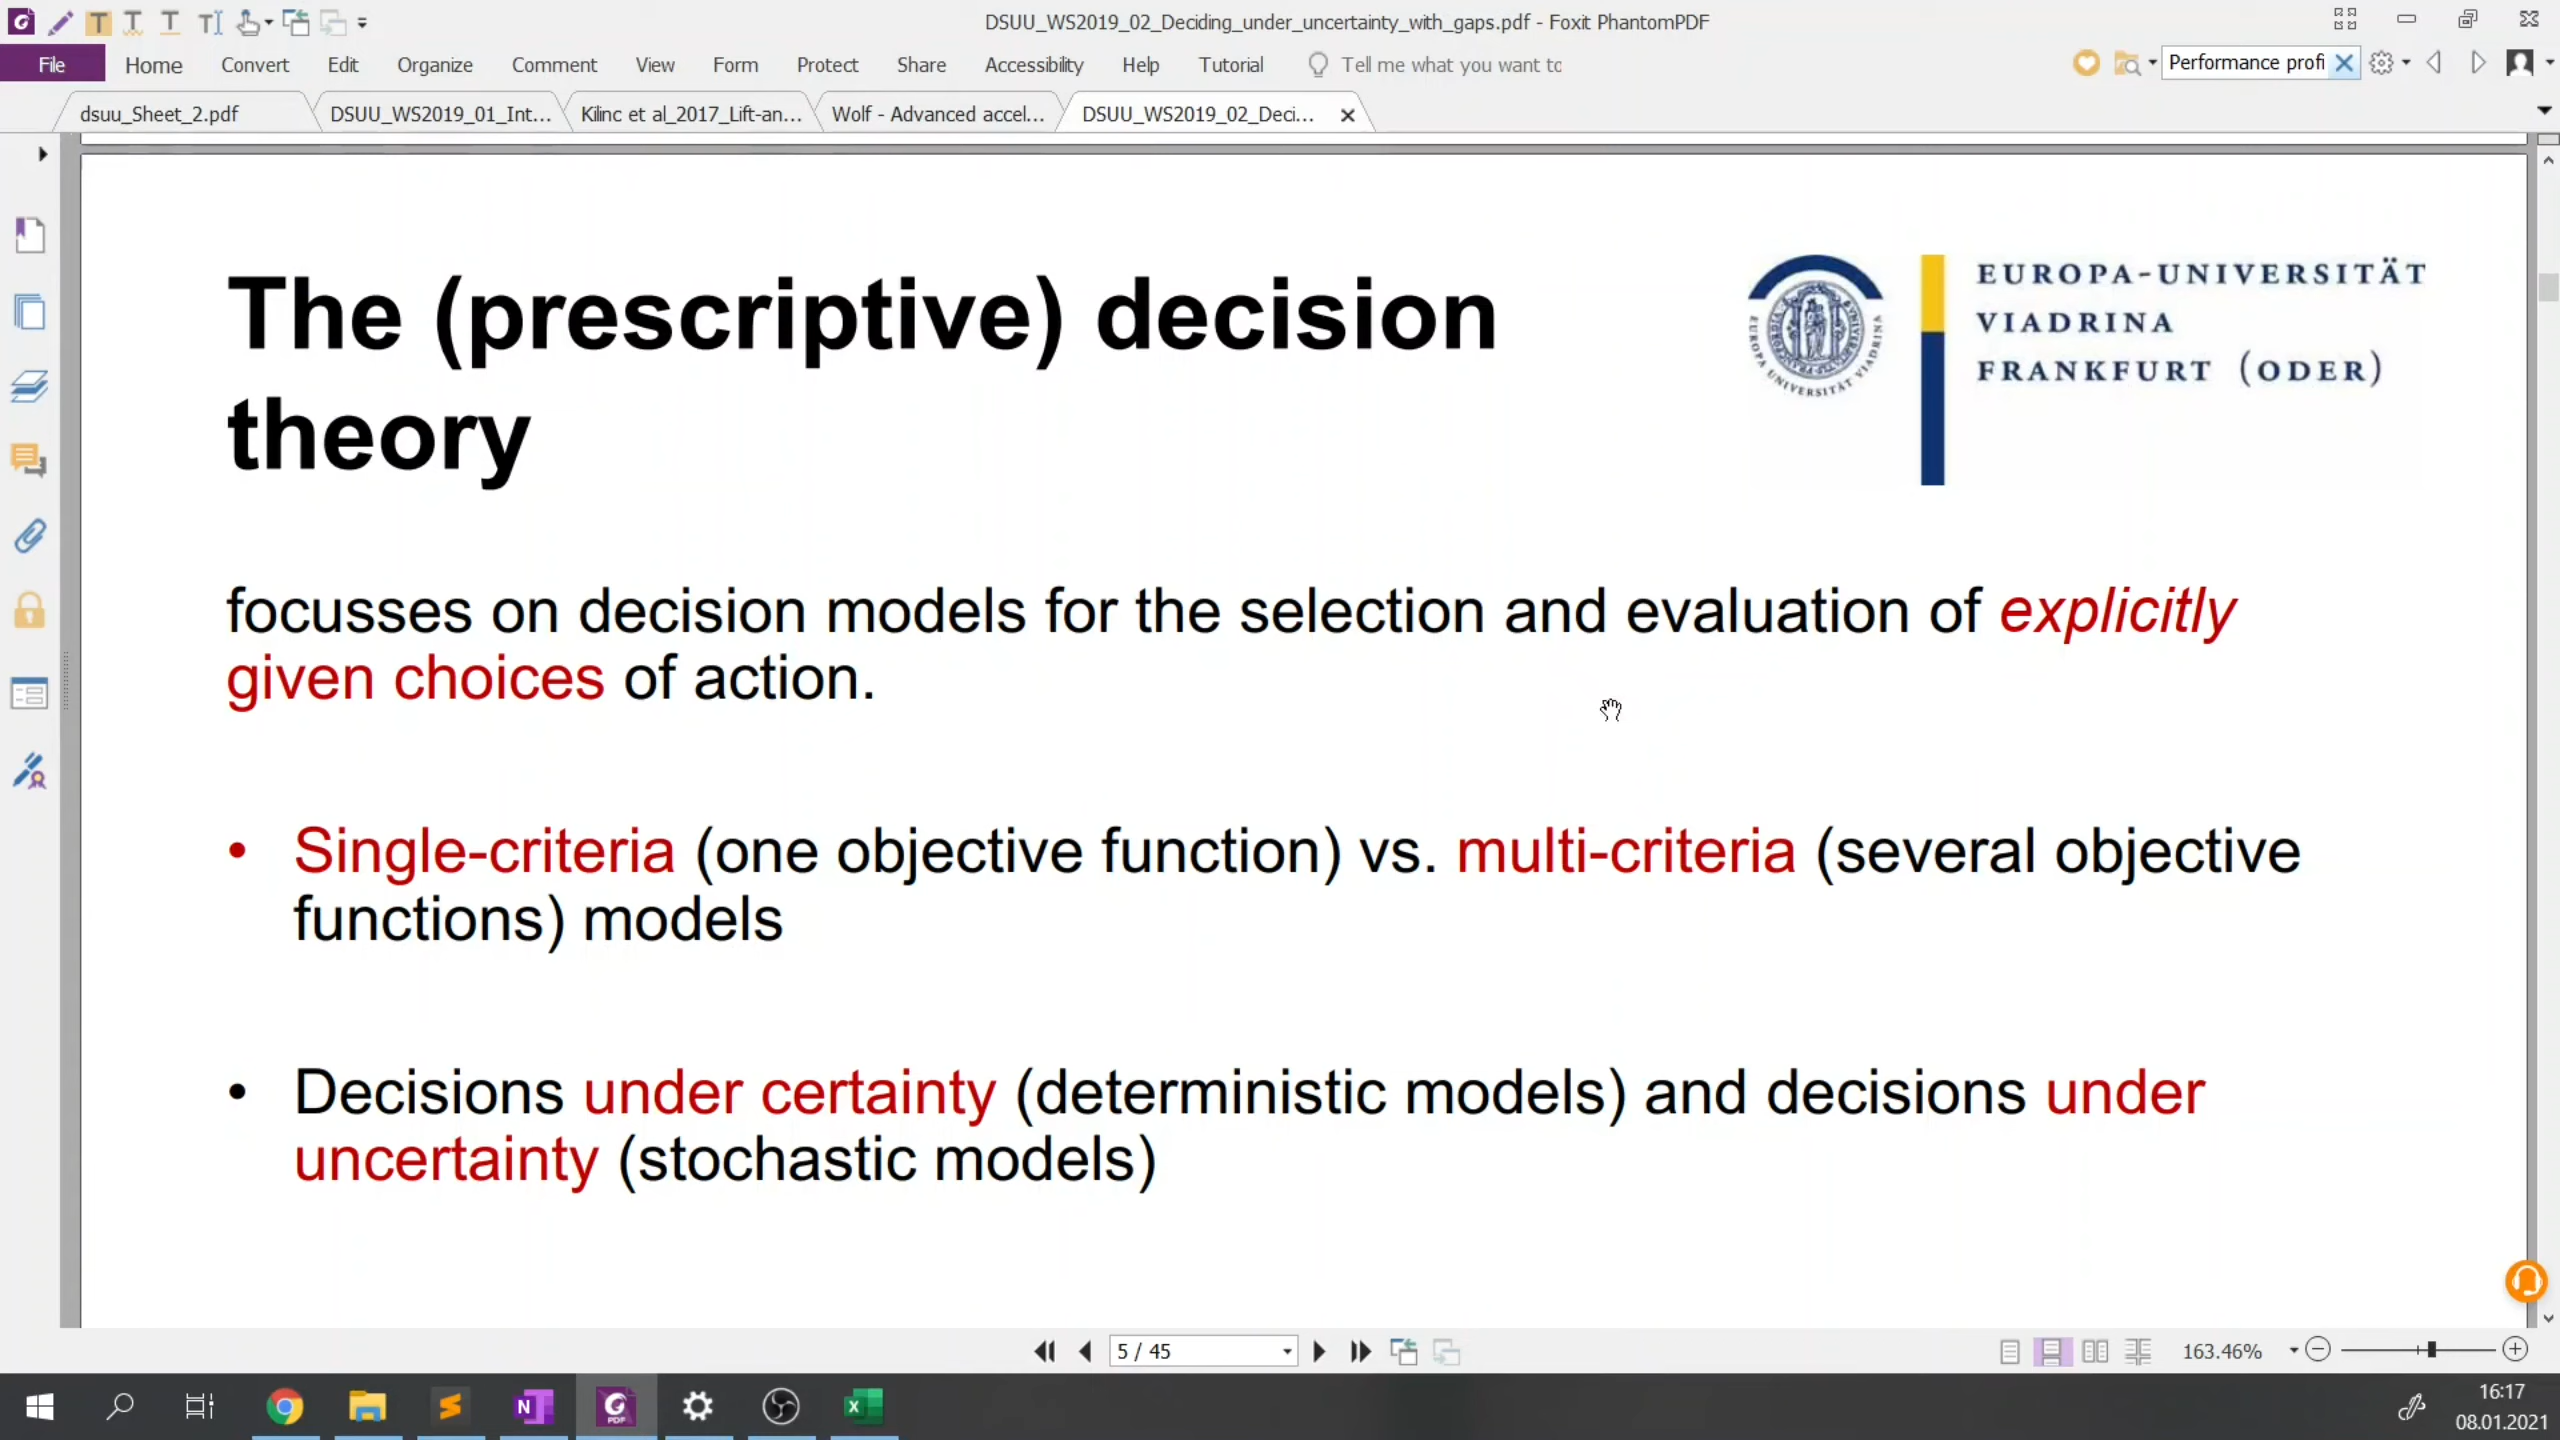 DSUU_WS2019_02_Deciding_under_uncertainty_with_gaps.pdf - Foxit PhantomPDF
File Home Convert Edit Organize Comment View Form Protect Share Accessibility Help Tutorial Tell me what you want to
Performance profi
dsuu_Sheet_2.pdf DSUU_WS2019_01_Int... Kilinc et al_2017_Lift-an... Wolf - Advanced accel... DSUU_WS2019_02_Deci...
The (prescriptive) decision
theory
EUROPA UNIVERSITÄT VIADRINA
EUROPA-UNIVERSITÄT
VIADRINA
FRANKFURT (ODER)
focusses on decision models for the selection and evaluation of explicitly
given choices of action.
• Single-criteria (one objective function) vs. multi-criteria (several objective
functions) models
• Decisions under certainty (deterministic models) and decisions under
uncertainty (stochastic models)
5 / 45
163.46%
16:17
08.01.2021